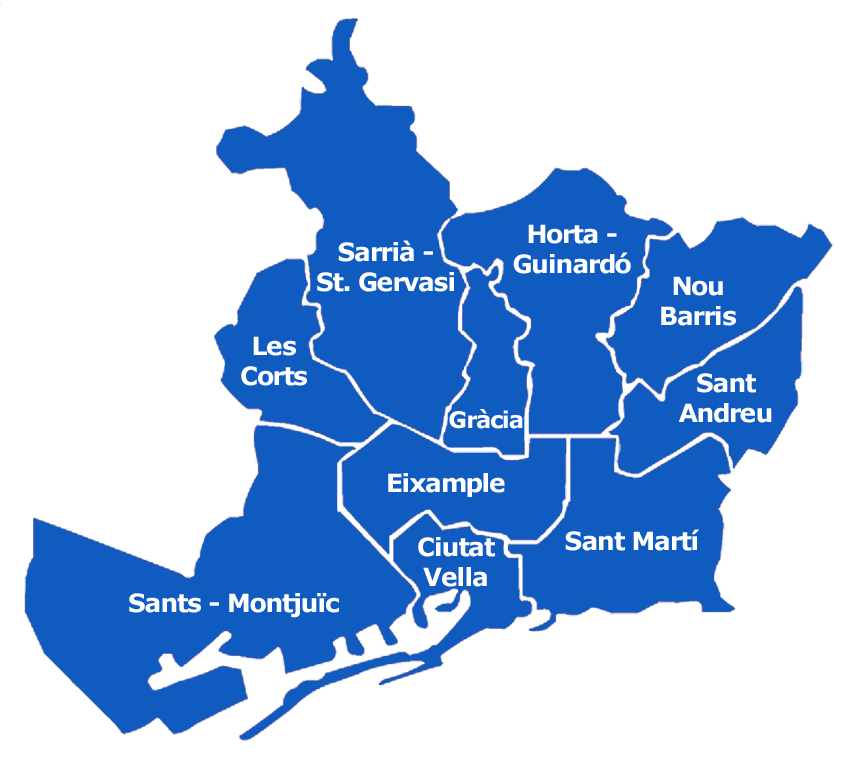 Sarrià -
St. Gervasi
Horta -
Guinardó
Nou
Barris
Les
Corts
Sant
Andreu
Gràcia
Eixample
Ciutat
Vella
Sant Martí
Sants - Montjuïc